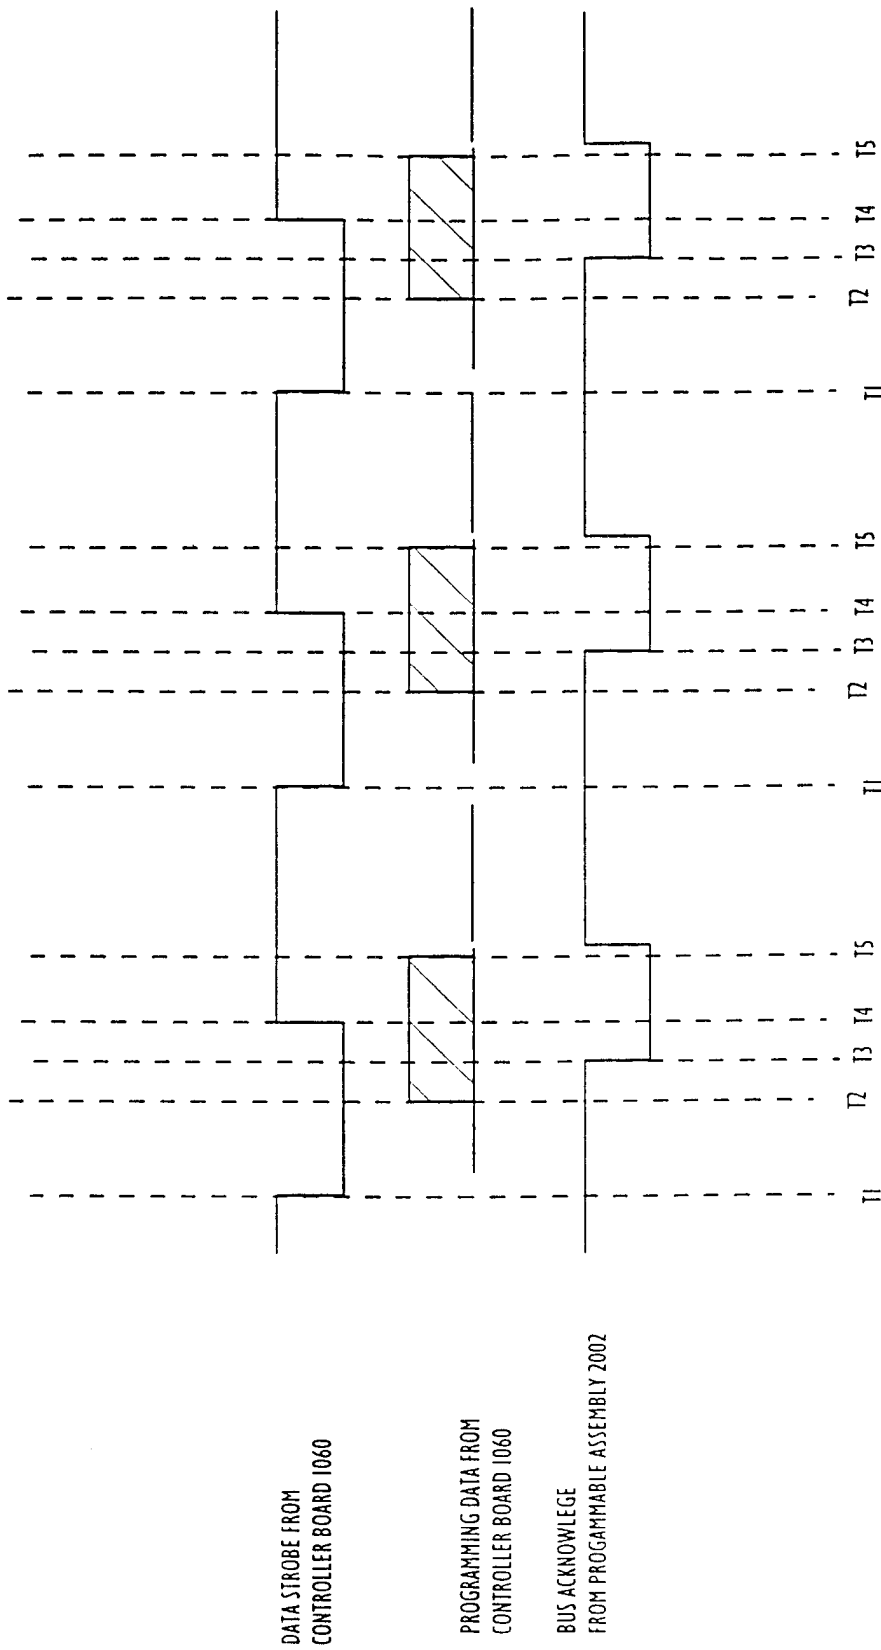 DATA STROBE FROM
CONTROLLER BOARD 1060
PROGRAMMING DATA FROM
CONTROLLER BOARD 1060
BUS ACKNOWLEGE
FROM PROGAMMABLE ASSEMBLY 2002
T1 T2 T3 T4 T5 T1 T2 T3 T4 T5 T1 T2 T3 T4 T5